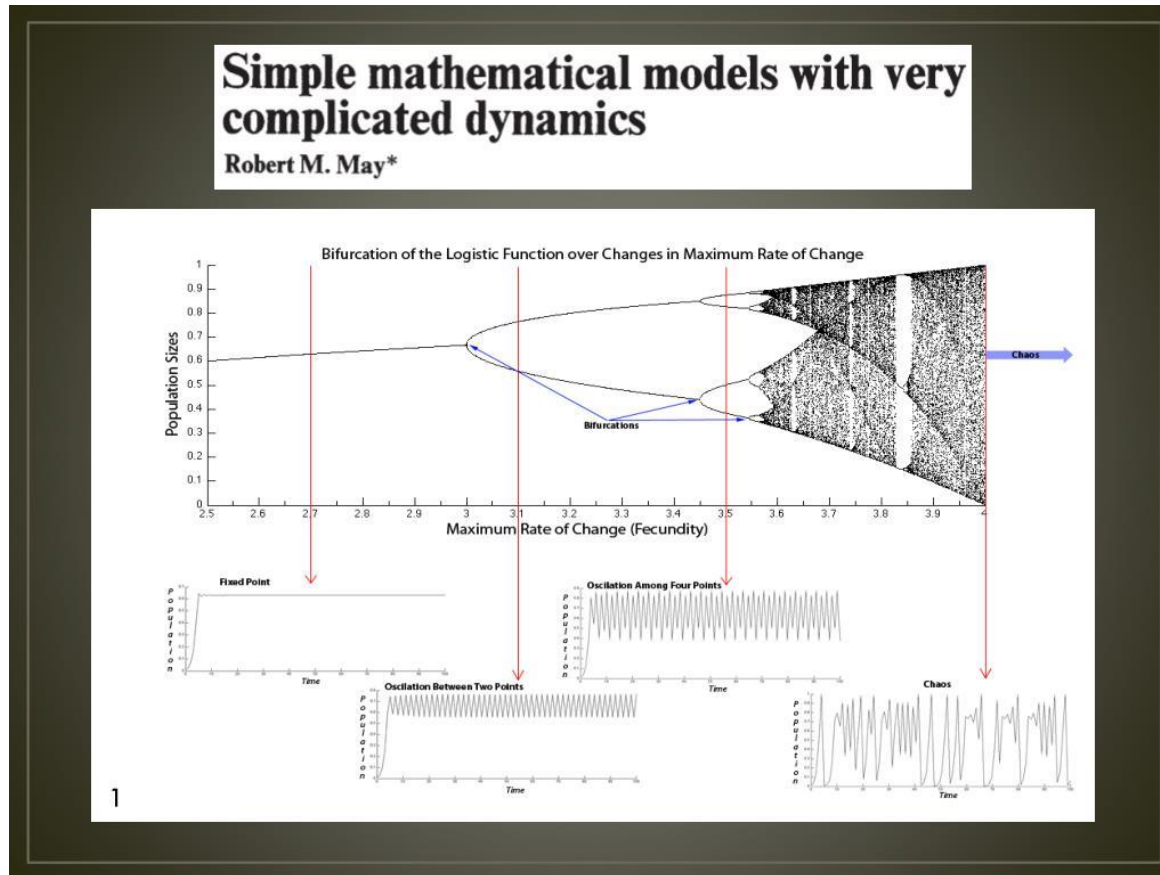 Simple mathematical models with very
complicated dynamics
Robert M. May*
Bifurcation of the Logistic Function over Changes in Maximum Rate of Change
Population Sizes
1
0.9
0.8
0.7
0.6
0.5
0.4
0.3
0.2
0.1
0
2.5 2.6 2.7 2.8 2.9 3 3.1 3.2 3.3 3.4 3.5 3.6 3.7 3.8 3.9 4
Maximum Rate of Change (Fecundity)
Bifurcations
Chaos
Fixed Point
Population
Time
Oscilation Between Two Points
Population
Time
Oscilation Among Four Points
Population
Time
Chaos
Population
Time
1